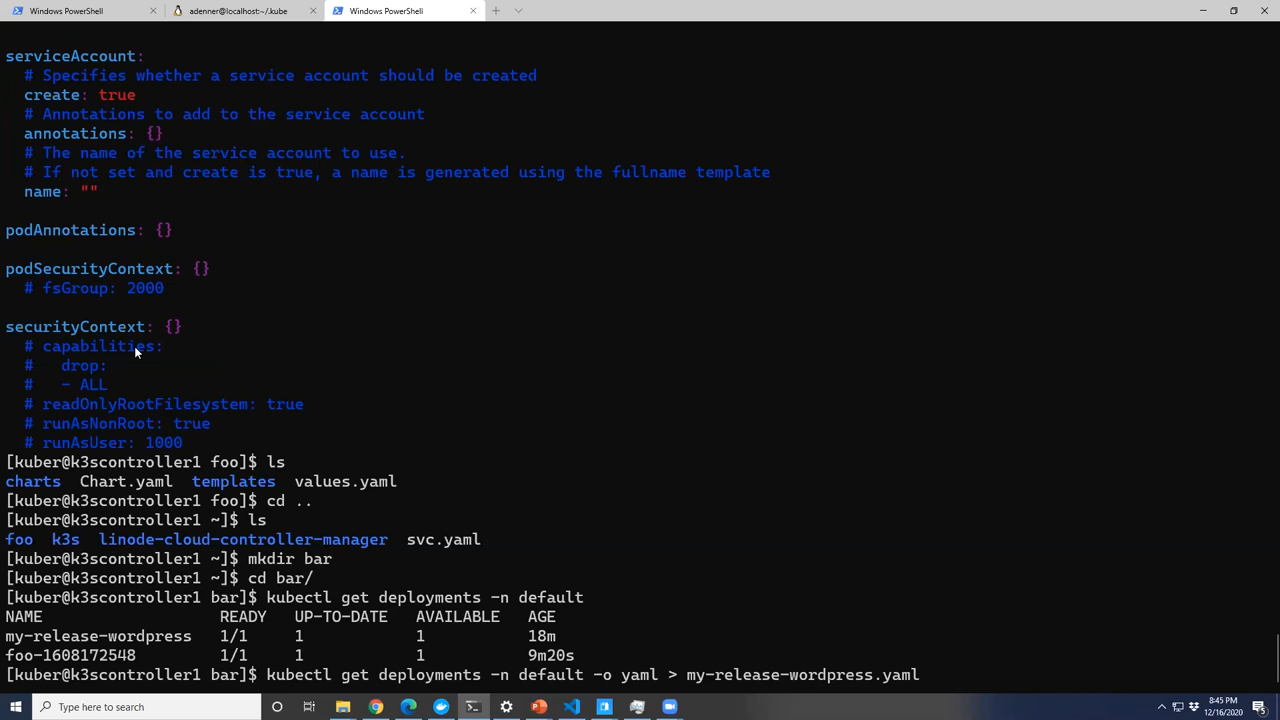 Windows PowerShell
adenner@localhost:~/.kube
Windows PowerShell
serviceAccount:
  # Specifies whether a service account should be created
  create: true
  # Annotations to add to the service account
  annotations: {}
  # The name of the service account to use.
  # If not set and create is true, a name is generated using the fullname template
  name: ""
podAnnotations: {}
podSecurityContext: {}
  # fsGroup: 2000
securityContext: {}
  # capabilities:
  #   drop:
  #   - ALL
  # readOnlyRootFilesystem: true
  # runAsNonRoot: true
  # runAsUser: 1000
[kuber@k3scontroller1 foo]$ ls
charts  Chart.yaml  templates  values.yaml
[kuber@k3scontroller1 foo]$ cd ..
[kuber@k3scontroller1 ~]$ ls
foo  k3s  linode-cloud-controller-manager  svc.yaml
[kuber@k3scontroller1 ~]$ mkdir bar
[kuber@k3scontroller1 ~]$ cd bar/
[kuber@k3scontroller1 bar]$ kubectl get deployments -n default
NAME                   READY   UP-TO-DATE   AVAILABLE   AGE
my-release-wordpress   1/1     1            1           18m
foo-1608172548         1/1     1            1           9m20s
[kuber@k3scontroller1 bar]$ kubectl get deployments -n default -o yaml > my-release-wordpress.yaml
Type here to search
8:45 PM
12/16/2020
5